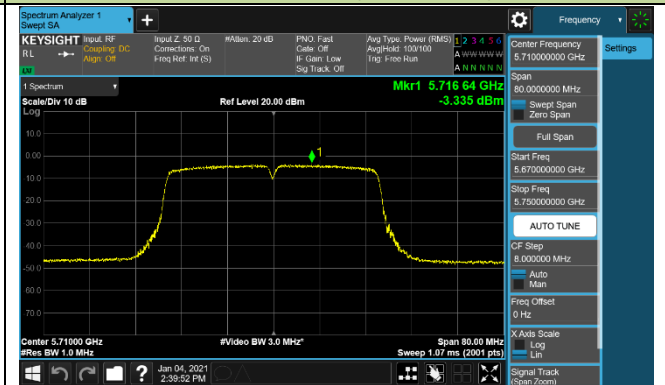 Spectrum Analyzer 1
Swept SA
+
Frequency
KEYSIGHT
RL
LW
Input: RF
Coupling: DC
Align: Off
Input Z: 50 Ω
Corrections: On
Freq Ref: Int (S)
#Atten: 20 dB
PNO: Fast
Gate: Off
IF Gain: Low
Sig Track: Off
Avg Type: Power (RMS)
Avg|Hold: 100/100
Trig: Free Run
1 2 3 4 5 6
A W W W W W
A N N N N N
1 Spectrum
Scale/Div 10 dB
Log
Ref Level 20.00 dBm
Mkr1 5.716 64 GHz
-3.335 dBm
10.0
0.00
1
-10.0
-20.0
-30.0
-40.0
-50.0
-60.0
-70.0
Center 5.71000 GHz
#Res BW 1.0 MHz
#Video BW 3.0 MHz*
Span 80.00 MHz
Sweep 1.07 ms (2001 pts)
?
Jan 04, 2021
2:39:52 PM
Settings
Center Frequency
5.710000000 GHz
Span
80.0000000 MHz
Swept Span
Zero Span
Full Span
Start Freq
5.670000000 GHz
Stop Freq
5.750000000 GHz
AUTO TUNE
CF Step
8.000000 MHz
Auto
Man
Freq Offset
0 Hz
X Axis Scale
Log
Lin
Signal Track
(Span Zoom)